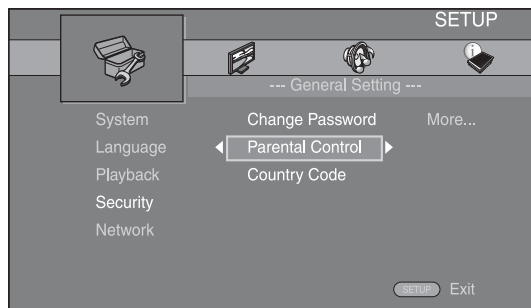 SETUP
--- General Setting ---
System Change Password More...
Language Parental Control
Playback Country Code
Security
Network
SETUP Exit